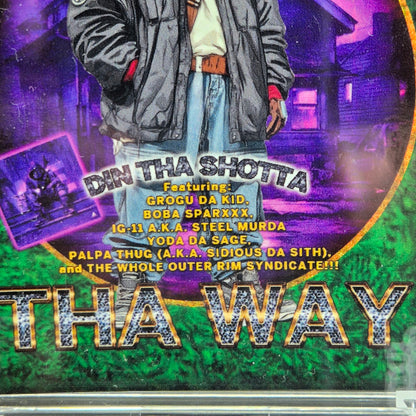 DIN THA SHOTTA
Featuring:
GROGU DA KID,
BOBA SPARXXX,
IG-11 A.K.A. STEEL MURDA
YODA DA SAGE,
PALPA THUG (A.K.A. SIDIOUS DA SITH),
and THE WHOLE OUTER RIM SYNDICATE!!!
THA WAY